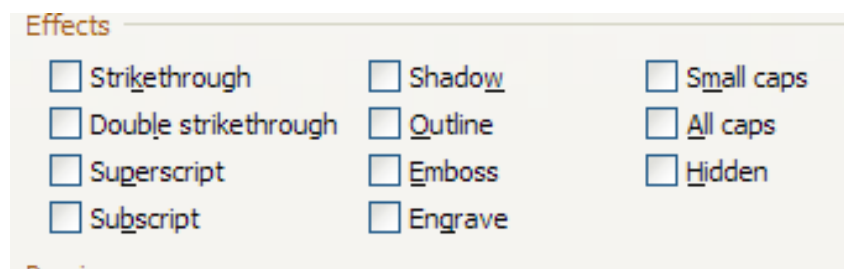 Effects
Strikethrough Shadow Small caps
Double strikethrough Outline All caps
Superscript Emboss Hidden
Subscript Engrave